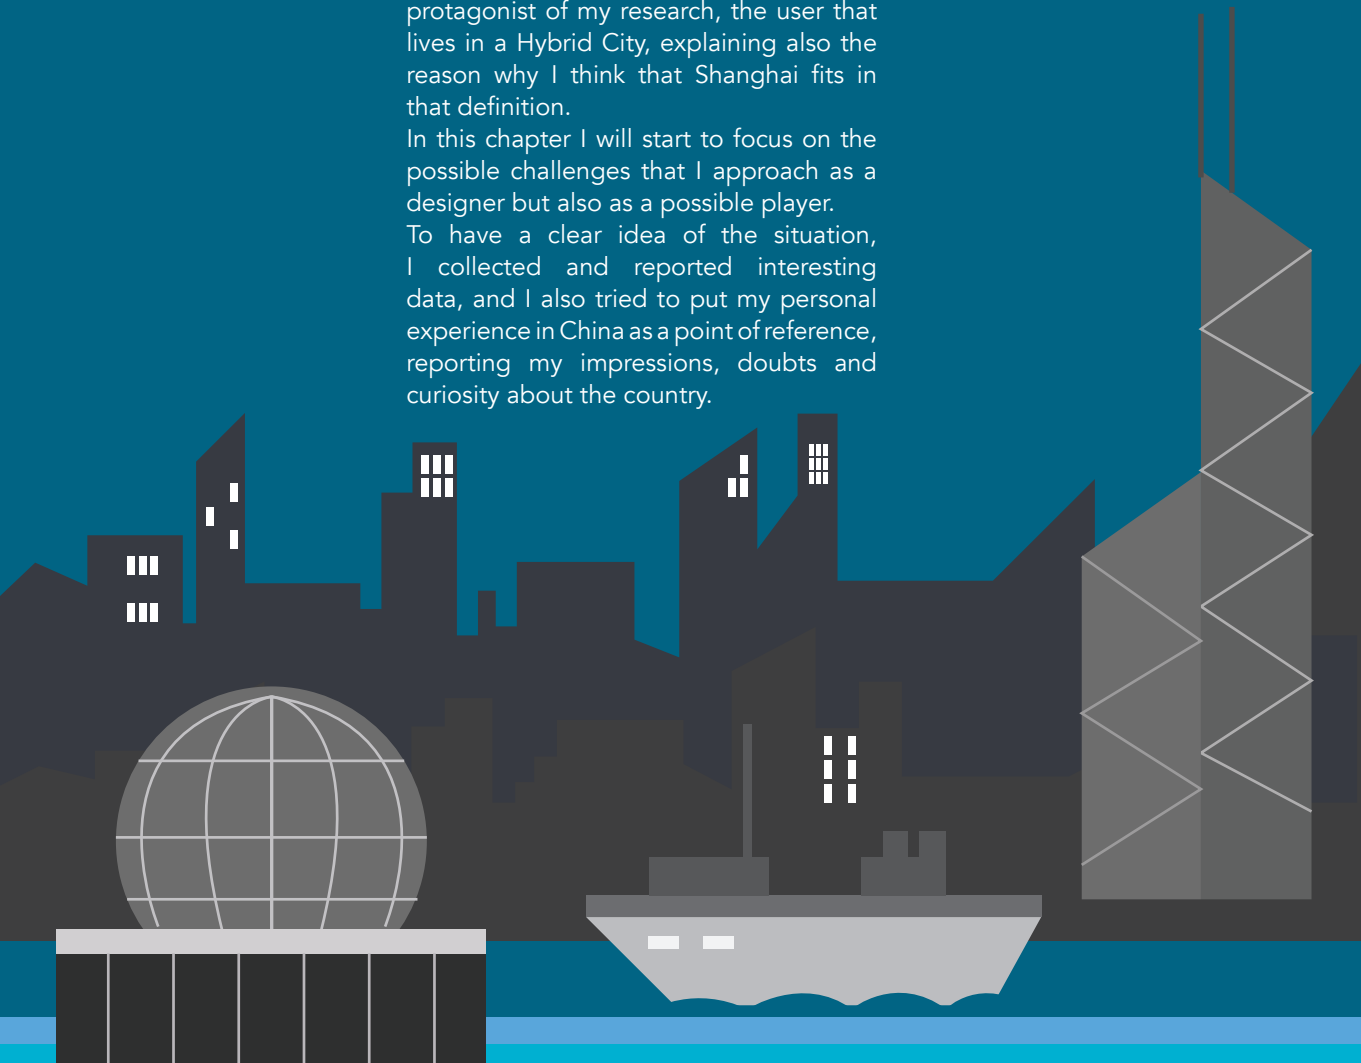 protagonist of my research, the user that
lives in a Hybrid City, explaining also the
reason why I think that Shanghai fits in
that definition.
In this chapter I will start to focus on the
possible challenges that I approach as a
designer but also as a possible player.
To have a clear idea of the situation,
I collected and reported interesting
data, and I also tried to put my personal
experience in China as a point of reference,
reporting my impressions, doubts and
curiosity about the country.